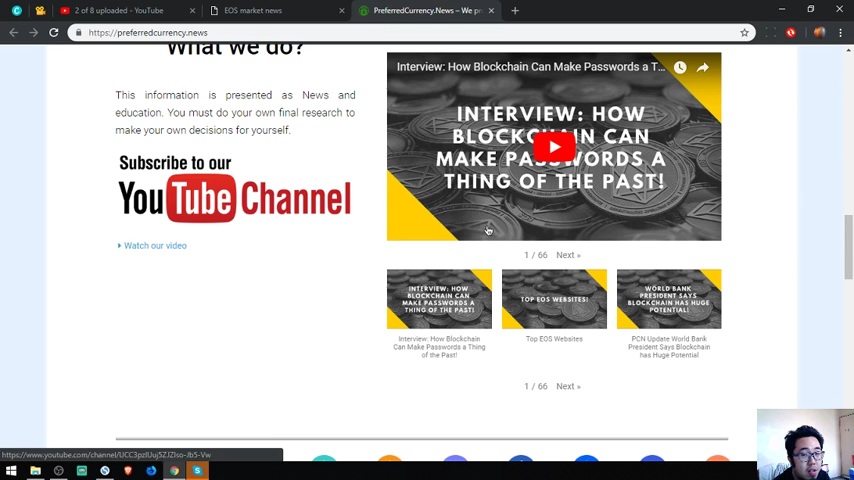 2 of 8 uploaded - YouTube
EOS market news
PreferredCurrency.News – We pr
https://preferredcurrency.news
What we do?
This information is presented as News and
education. You must do your own final research to
make your own decisions for yourself.
Subscribe to our
YouTube Channel
Watch our video
Interview: How Blockchain Can Make Passwords a T...
INTERVIEW: HOW
BLOCKCHAIN CAN
MAKE PASSWORDS A
THING OF THE PAST!
1 / 66 Next »
INTERVIEW: HOW
BLOCKCHAIN CAN
MAKE PASSWORDS A
THING OF THE PAST!
Interview: How Blockchain
Can Make Passwords a Thing
of the Past!
TOP EOS WEBSITES!
Top EOS Websites
WORLD BANK
PRESIDENT SAYS
BLOCKCHAIN HAS HUGE
POTENTIAL!
PCN Update World Bank
President Says Blockchain
has Huge Potential
1 / 66 Next »